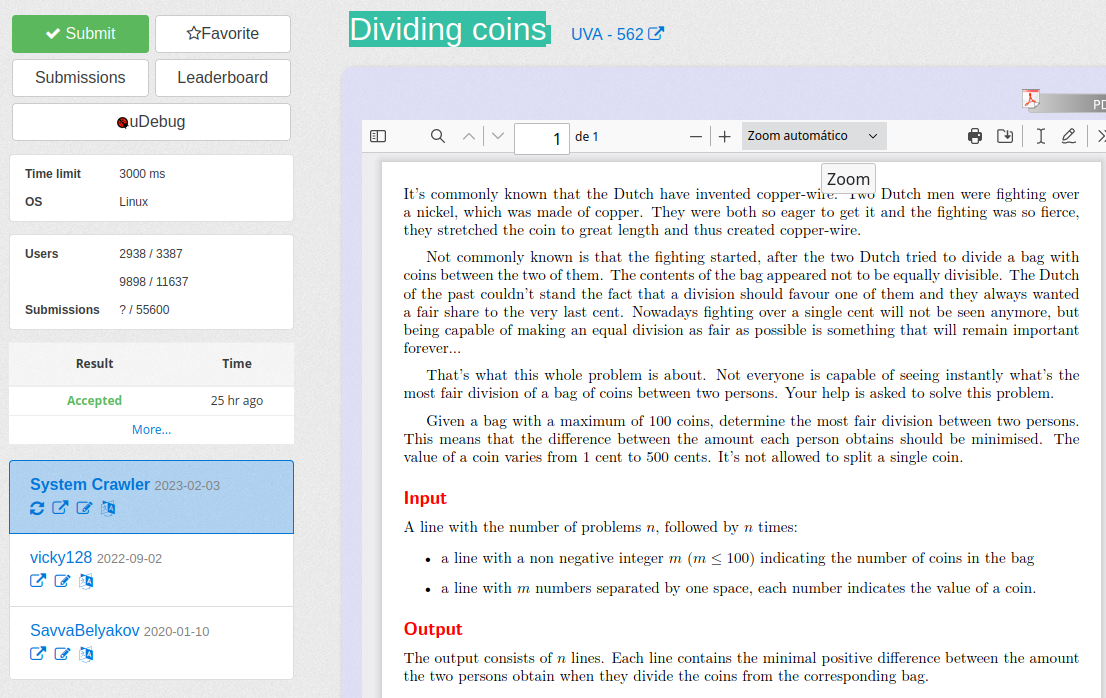 Submit
Favorite
Submissions
Leaderboard
uDebug
Time limit 3000 ms
OS Linux
Users 2938 / 3387
9898 / 11637
Submissions ? / 55600
Result Time
Accepted 25 hr ago
More...
System Crawler 2023-02-03
vicky128 2022-09-02
SavvaBelyakov 2020-01-10
Dividing coins UVA - 562
1 de 1
Zoom automático
Zoom
It's commonly known that the Dutch have invented copper-wire. Two Dutch men were fighting over
a nickel, which was made of copper. They were both so eager to get it and the fighting was so fierce,
they stretched the coin to great length and thus created copper-wire.
Not commonly known is that the fighting started, after the two Dutch tried to divide a bag with
coins between the two of them. The contents of the bag appeared not to be equally divisible. The Dutch
of the past couldn't stand the fact that a division should favour one of them and they always wanted
a fair share to the very last cent. Nowadays fighting over a single cent will not be seen anymore, but
being capable of making an equal division as fair as possible is something that will remain important
forever...
That's what this whole problem is about. Not everyone is capable of seeing instantly what's the
most fair division of a bag of coins between two persons. Your help is asked to solve this problem.
Given a bag with a maximum of 100 coins, determine the most fair division between two persons.
This means that the difference between the amount each person obtains should be minimised. The
value of a coin varies from 1 cent to 500 cents. It's not allowed to split a single coin.
Input
A line with the number of problems n, followed by n times:
• a line with a non negative integer m (m ≤ 100) indicating the number of coins in the bag
• a line with m numbers separated by one space, each number indicates the value of a coin.
Output
The output consists of n lines. Each line contains the minimal positive difference between the amount
the two persons obtain when they divide the coins from the corresponding bag.